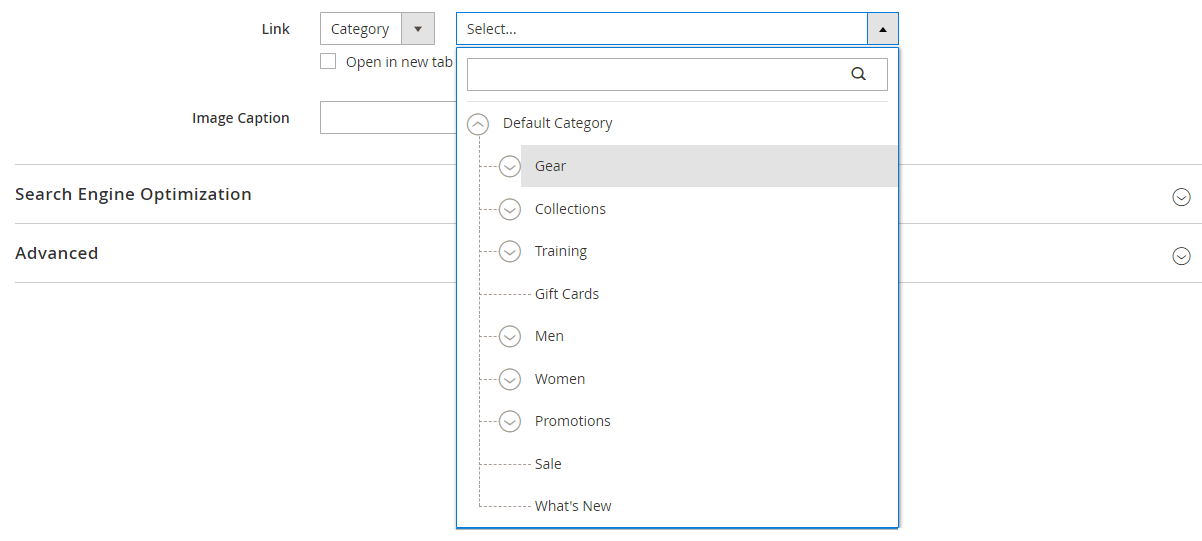 Link Category Select...
Open in new tab
Image Caption
Default Category
Gear
Search Engine Optimization
Collections
Advanced
Training
Gift Cards
Men
Women
Promotions
Sale
What's New